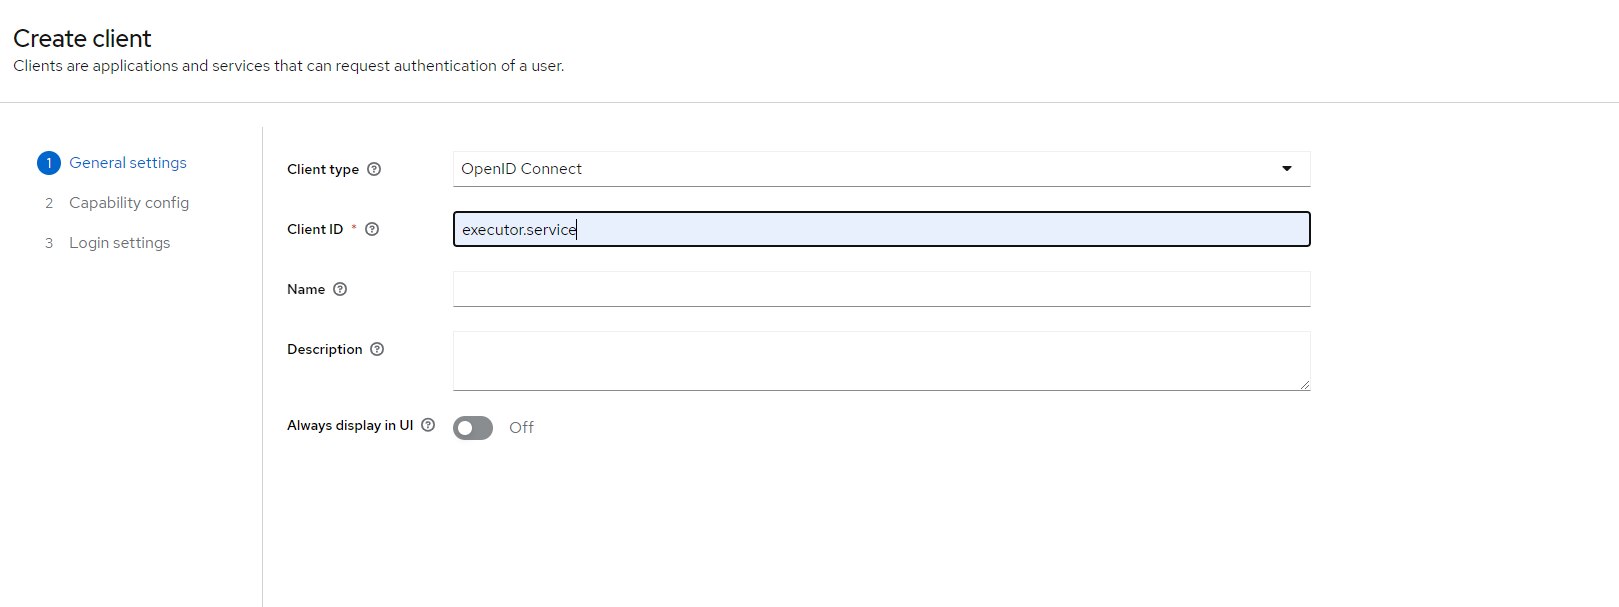 Create client
Clients are applications and services that can request authentication of a user.
1 General settings
2 Capability config
3 Login settings
Client type ? OpenID Connect
Client ID * ? executor.service
Name ?
Description ?
Always display in UI ? Off